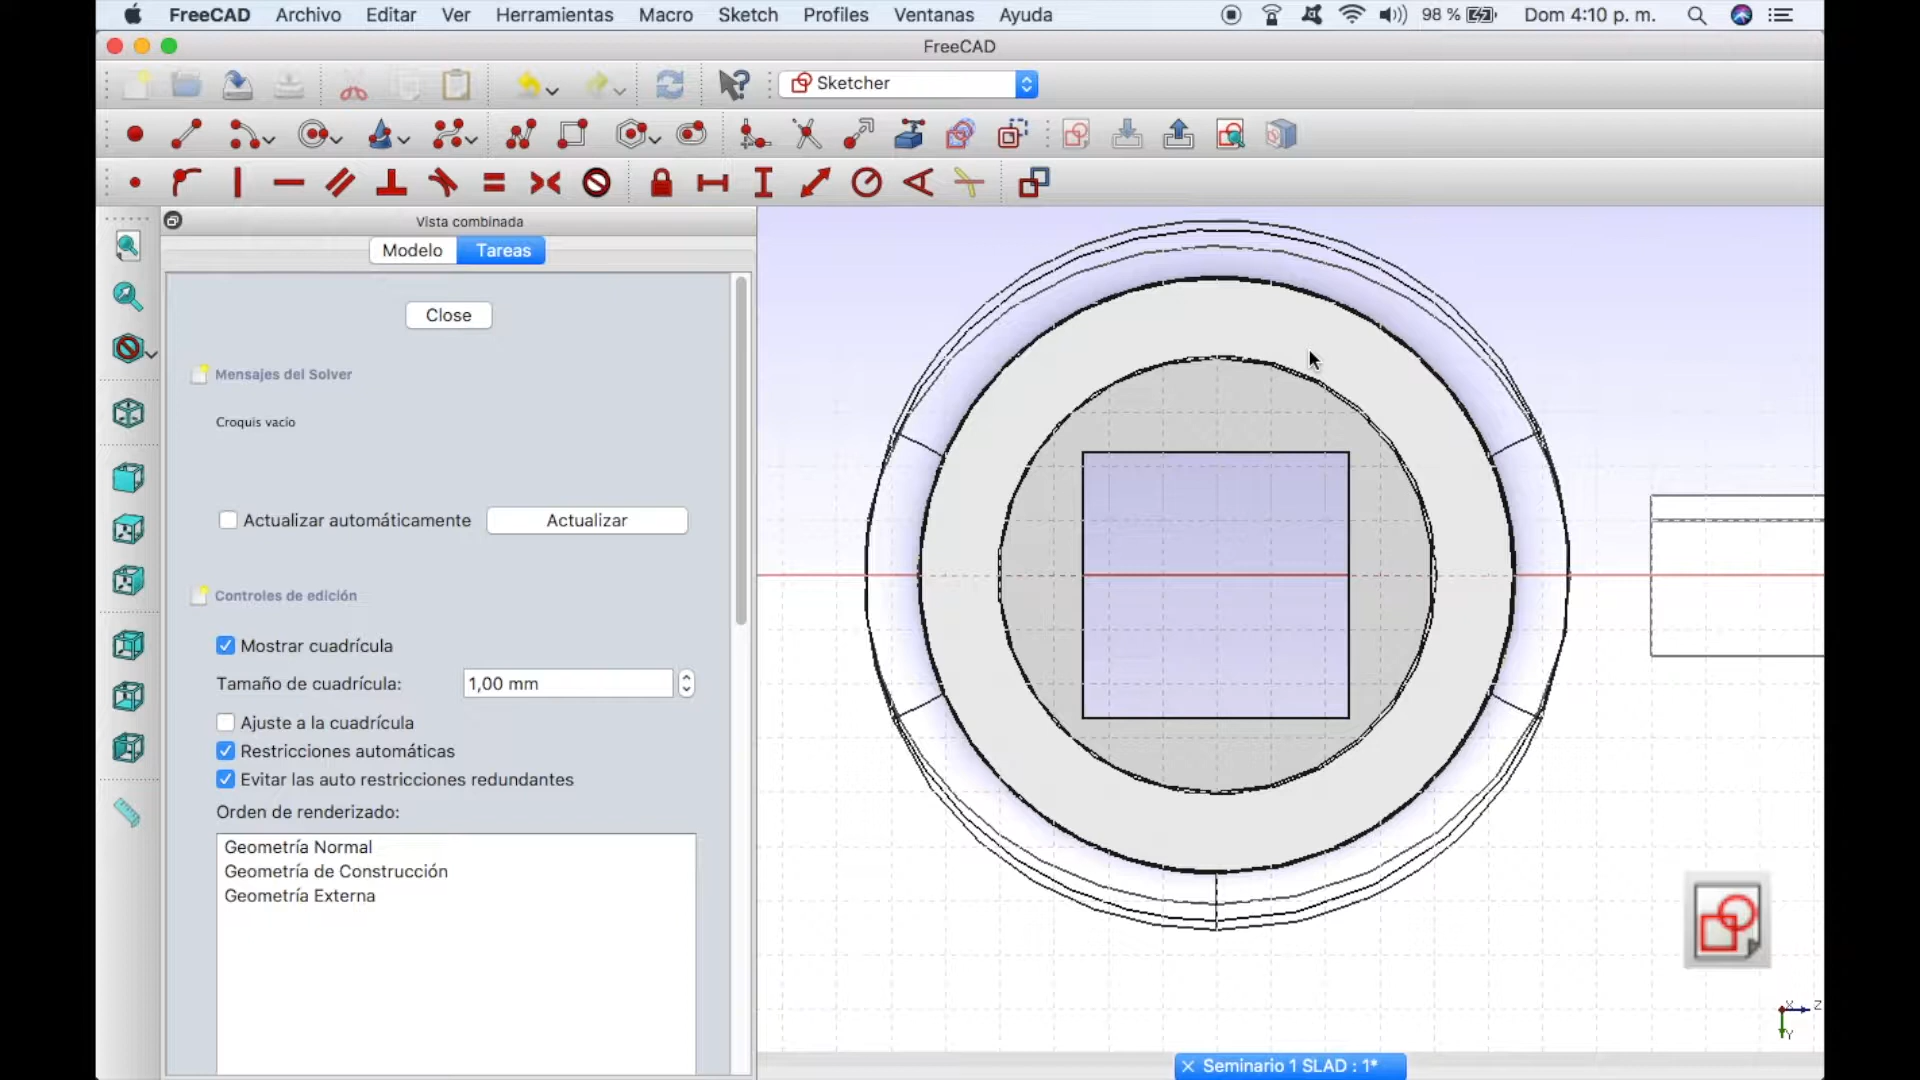 FreeCAD Archivo Editar Ver Herramientas Macro Sketch Profiles Ventanas Ayuda 98 % Dom 4:10 p. m.
FreeCAD
Sketcher
Vista combinada
Modelo Tareas
Close
Mensajes del Solver
Croquis vacío
Actualizar automáticamente Actualizar
Controles de edición
Mostrar cuadrícula
Tamaño de cuadrícula: 1,00 mm
Ajuste a la cuadrícula
Restricciones automáticas
Evitar las auto restricciones redundantes
Orden de renderizado:
Geometría Normal
Geometría de Construcción
Geometría Externa
X Z
Y
Seminario 1 SLAD : 1*